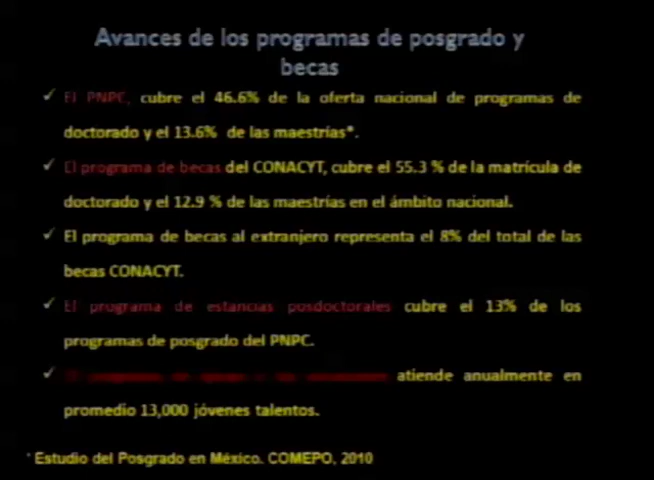 Avances de los programas de posgrado y
becas
✓ El PNPC, cubre el 46.6% de la oferta nacional de programas de
doctorado y el 13.6% de las maestrías*.
✓ El programa de becas del CONACYT, cubre el 55.3 % de la matrícula de
doctorado y el 12.9 % de las maestrías en el ámbito nacional.
✓ El programa de becas al extranjero representa el 8% del total de las
becas CONACYT.
✓ El programa de estancias posdoctorales cubre el 13% de los
programas de posgrado del PNPC.
✓ atiende anualmente en
promedio 13,000 jóvenes talentos.
* Estudio del Posgrado en México. COMEPO, 2010